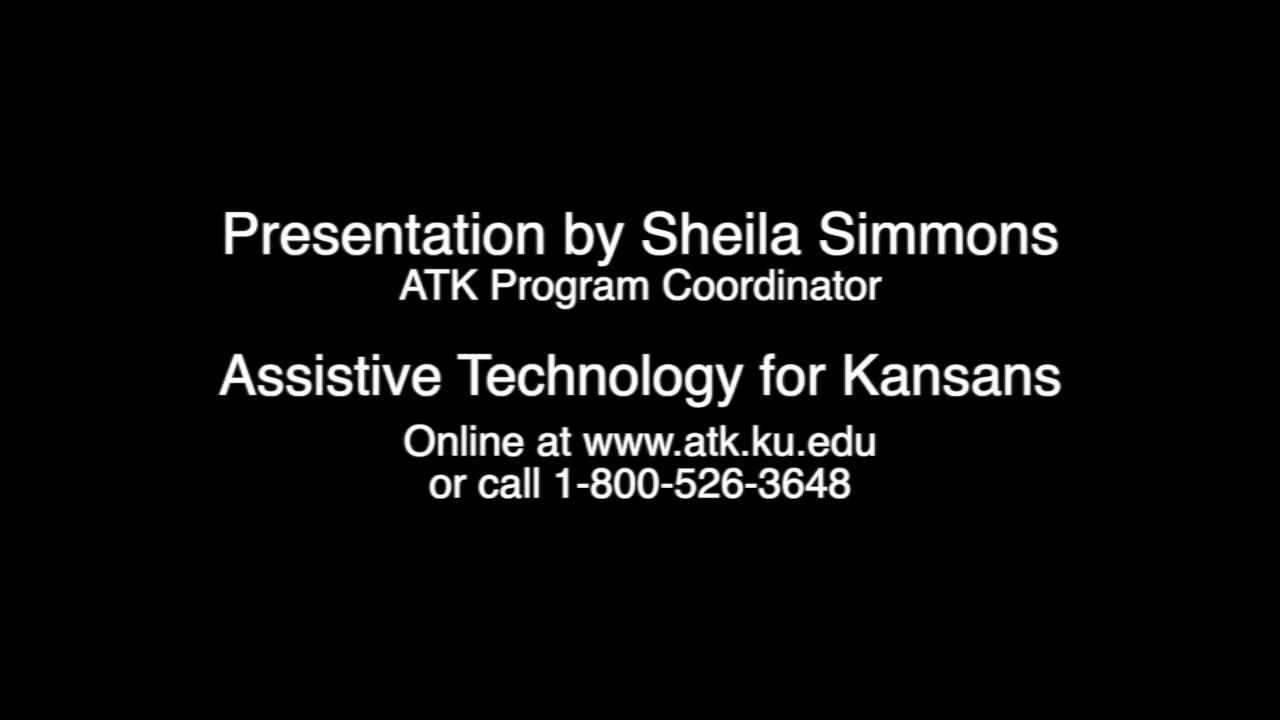 Presentation by Sheila Simmons
ATK Program Coordinator
Assistive Technology for Kansans
Online at www.atk.ku.edu
or call 1-800-526-3648